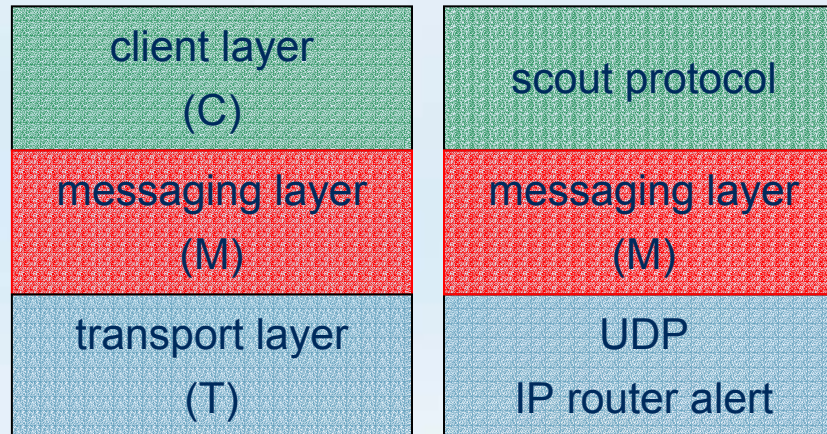 client layer
(C)
messaging layer
(M)
transport layer
(T)
scout protocol
messaging layer
(M)
UDP
IP router alert